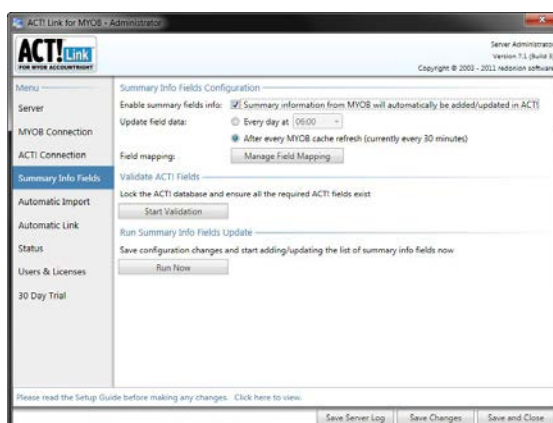 ACT! Link for MYOB - Administrator
ACT! Link
FOR MYOB ACCOUNTRIGHT
Server Administrator
Version 7.1 (Build
Copyright © 2003 - 2011 redonion software
Menu
Server
MYOB Connection
ACT! Connection
Summary Info Fields
Automatic Import
Automatic Link
Status
Users & Licenses
30 Day Trial
Summary Info Fields Configuration
Enable summary fields info: Summary information from MYOB will automatically be added/updated in ACT!
Update field data: Every day at 06:00
After every MYOB cache refresh (currently every 30 minutes)
Field mapping: Manage Field Mapping
Validate ACT! Fields
Lock the ACT! database and ensure all the required ACT! fields exist
Start Validation
Run Summary Info Fields Update
Save configuration changes and start adding/updating the list of summary info fields now
Run Now
Please read the Setup Guide before making any changes. Click here to view.
Save Server Log Save Changes Save and Close